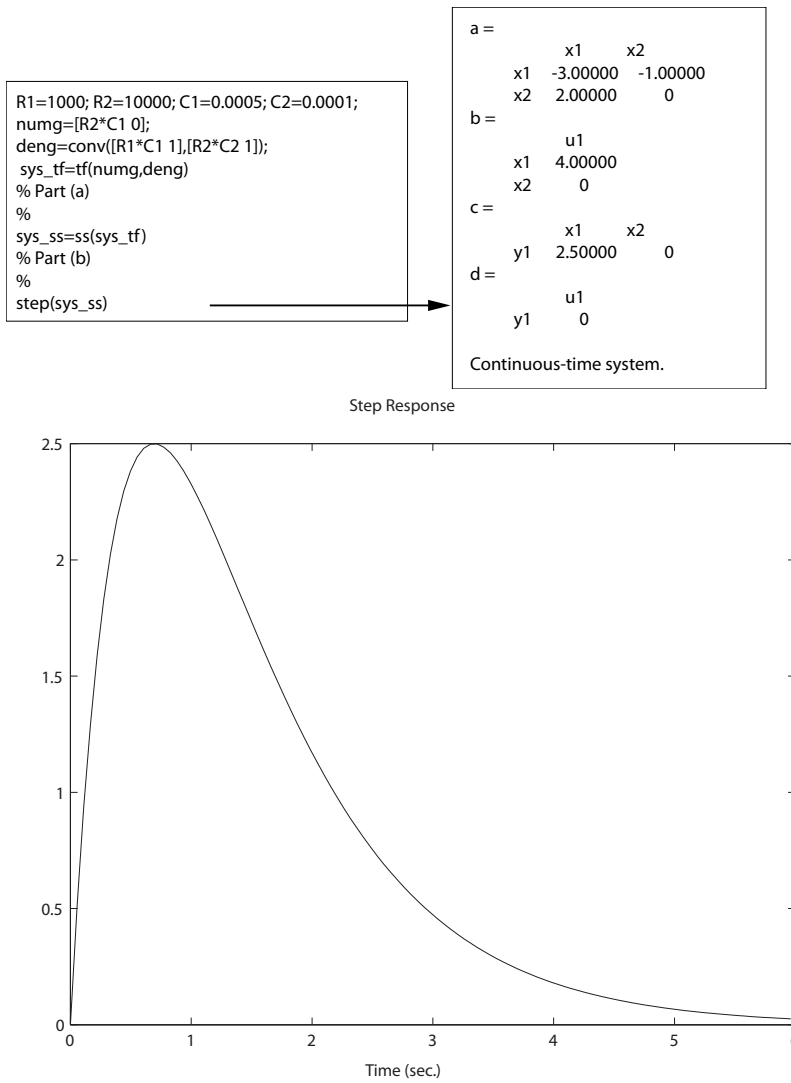 R1=1000; R2=10000; C1=0.0005; C2=0.0001;
numg=[R2*C1 0];
deng=conv([R1*C1 1],[R2*C2 1]);
sys_tf=tf(numg,deng)
% Part (a)
%
sys_ss=ss(sys_tf)
% Part (b)
%
step(sys_ss)
a =
x1 x2
x1 -3.00000 -1.00000
x2 2.00000 0
b =
u1
x1 4.00000
x2 0
c =
x1 x2
y1 2.50000 0
d =
u1
y1 0
Continuous-time system.
Step Response
2.5
2
1.5
1
0.5
0
0 1 2 3 4 5
Time (sec.)